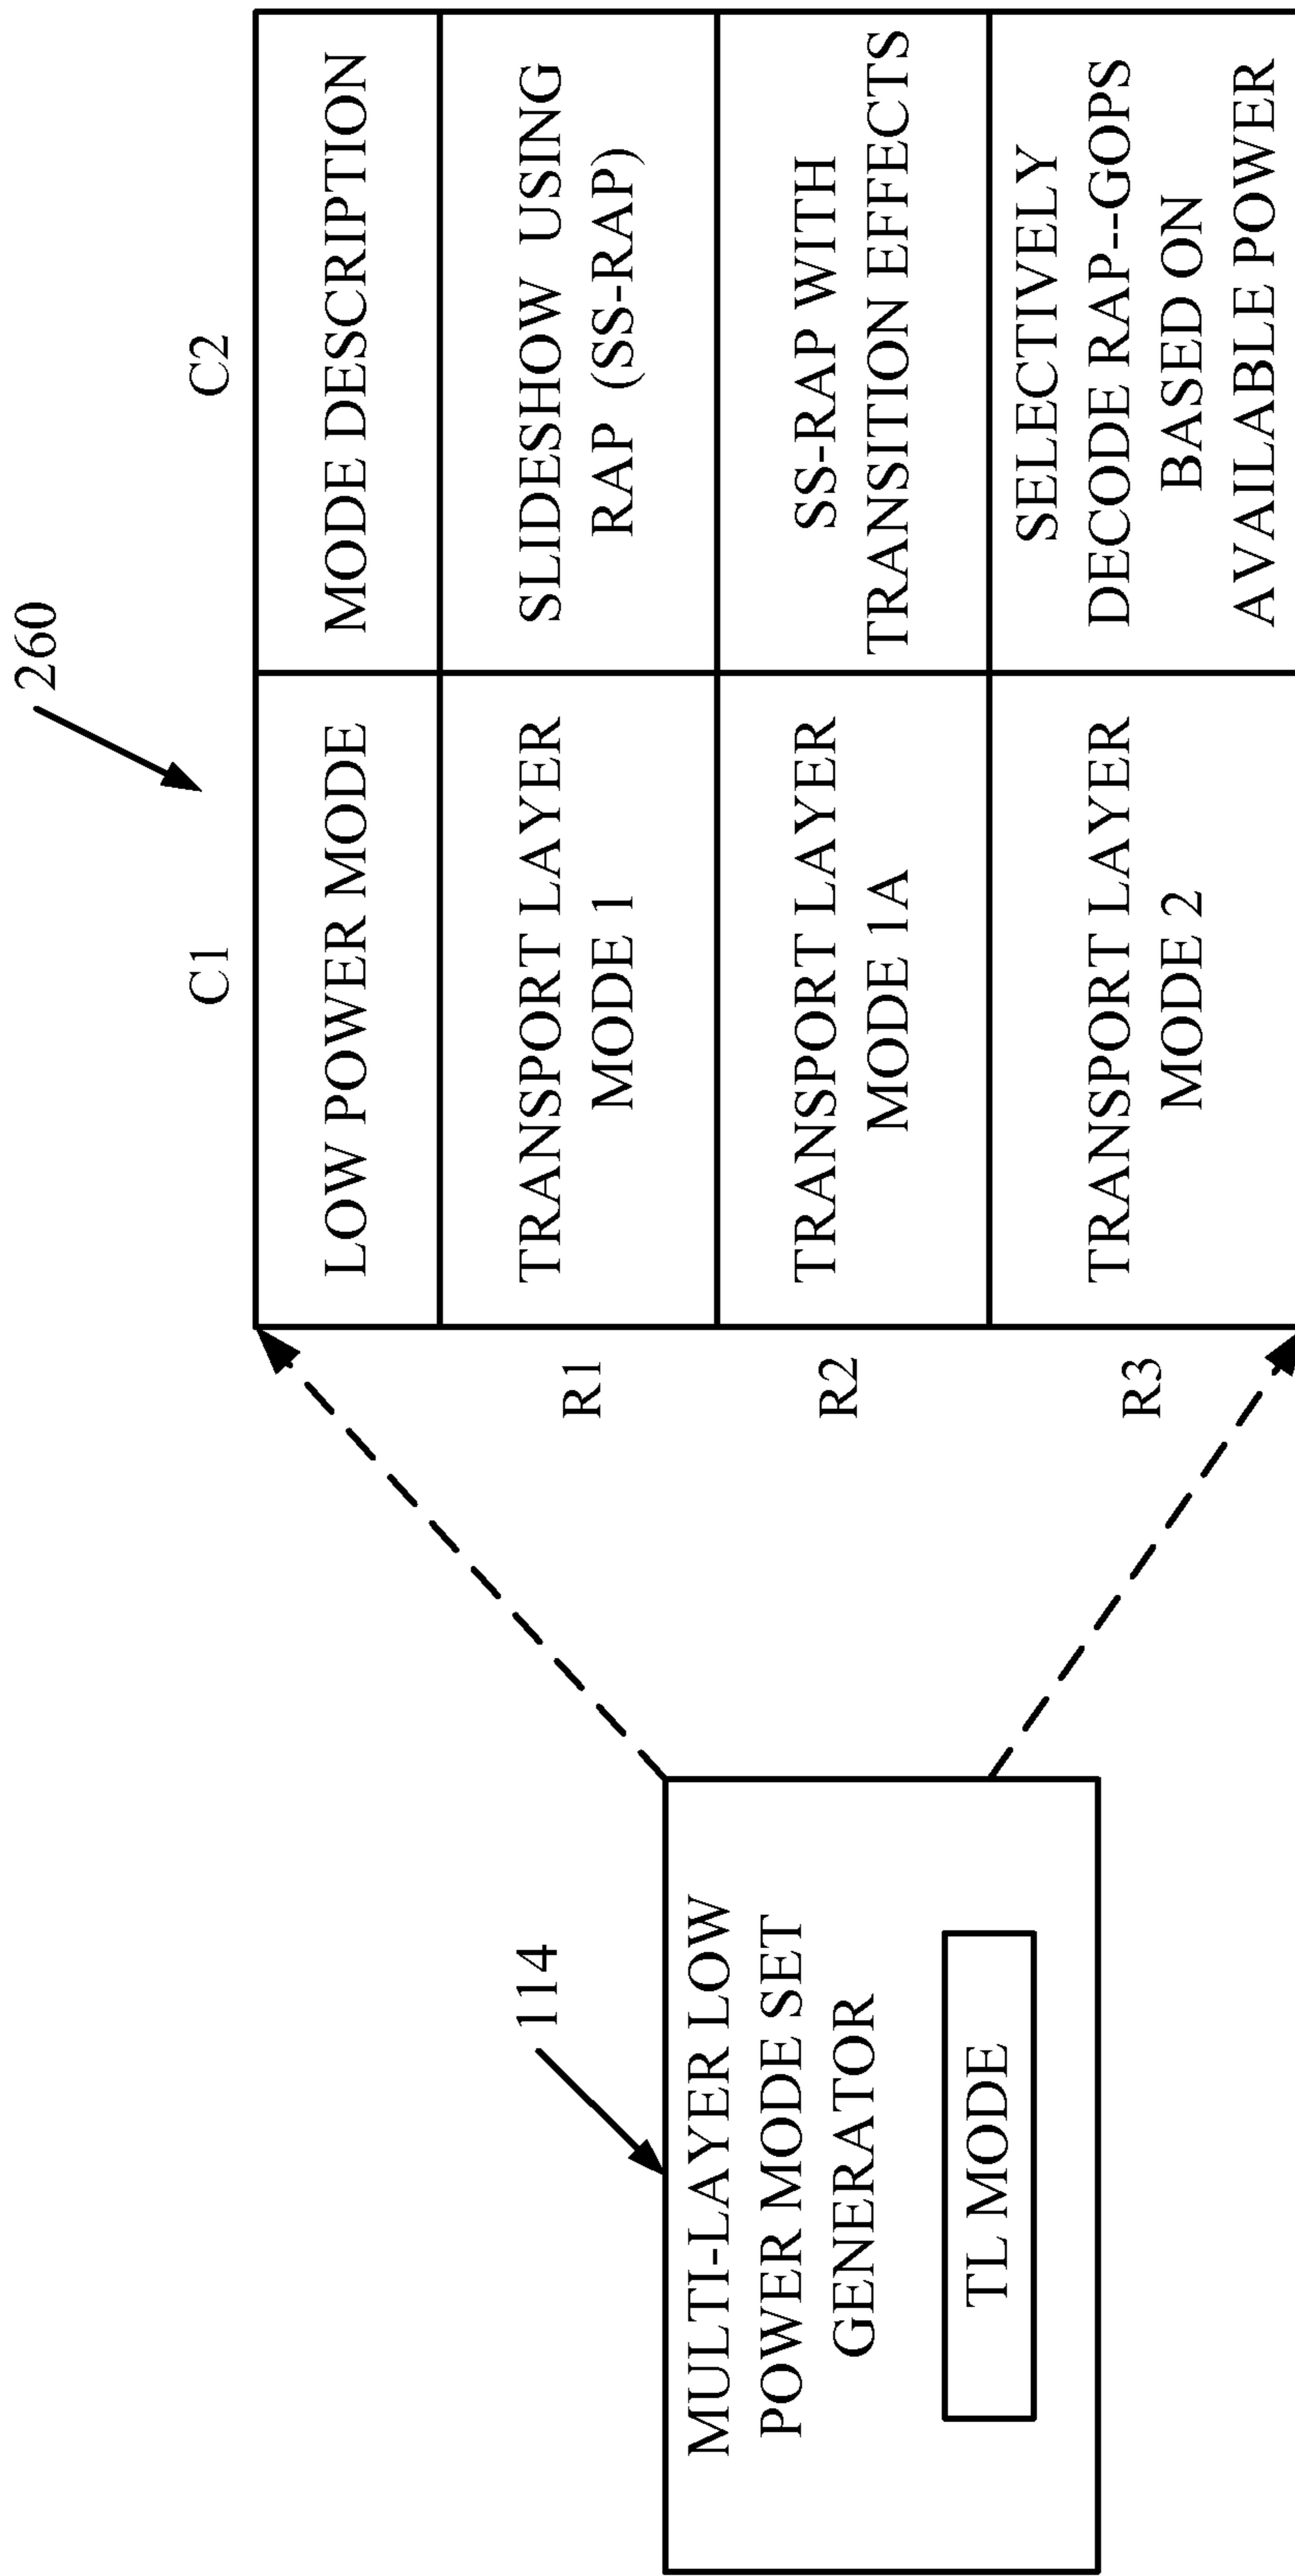 260
C1
C2
LOW POWER MODE
MODE DESCRIPTION
R1
TRANSPORT LAYER
MODE 1
SLIDESHOW USING
RAP (SS-RAP)
R2
TRANSPORT LAYER
MODE 1A
SS-RAP WITH
TRANSITION EFFECTS
R3
TRANSPORT LAYER
MODE 2
SELECTIVELY
DECODE RAP--GOPS
BASED ON
AVAILABLE POWER
114
MULTI-LAYER LOW
POWER MODE SET
GENERATOR
TL MODE